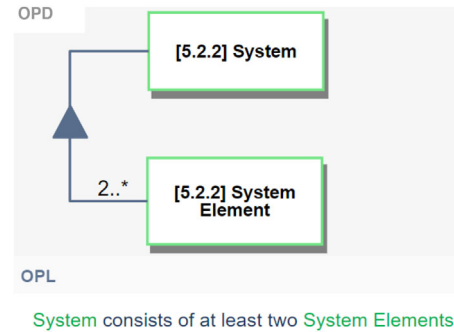 OPD
[5.2.2] System
2..*
[5.2.2] System
Element
OPL
System consists of at least two System Elements